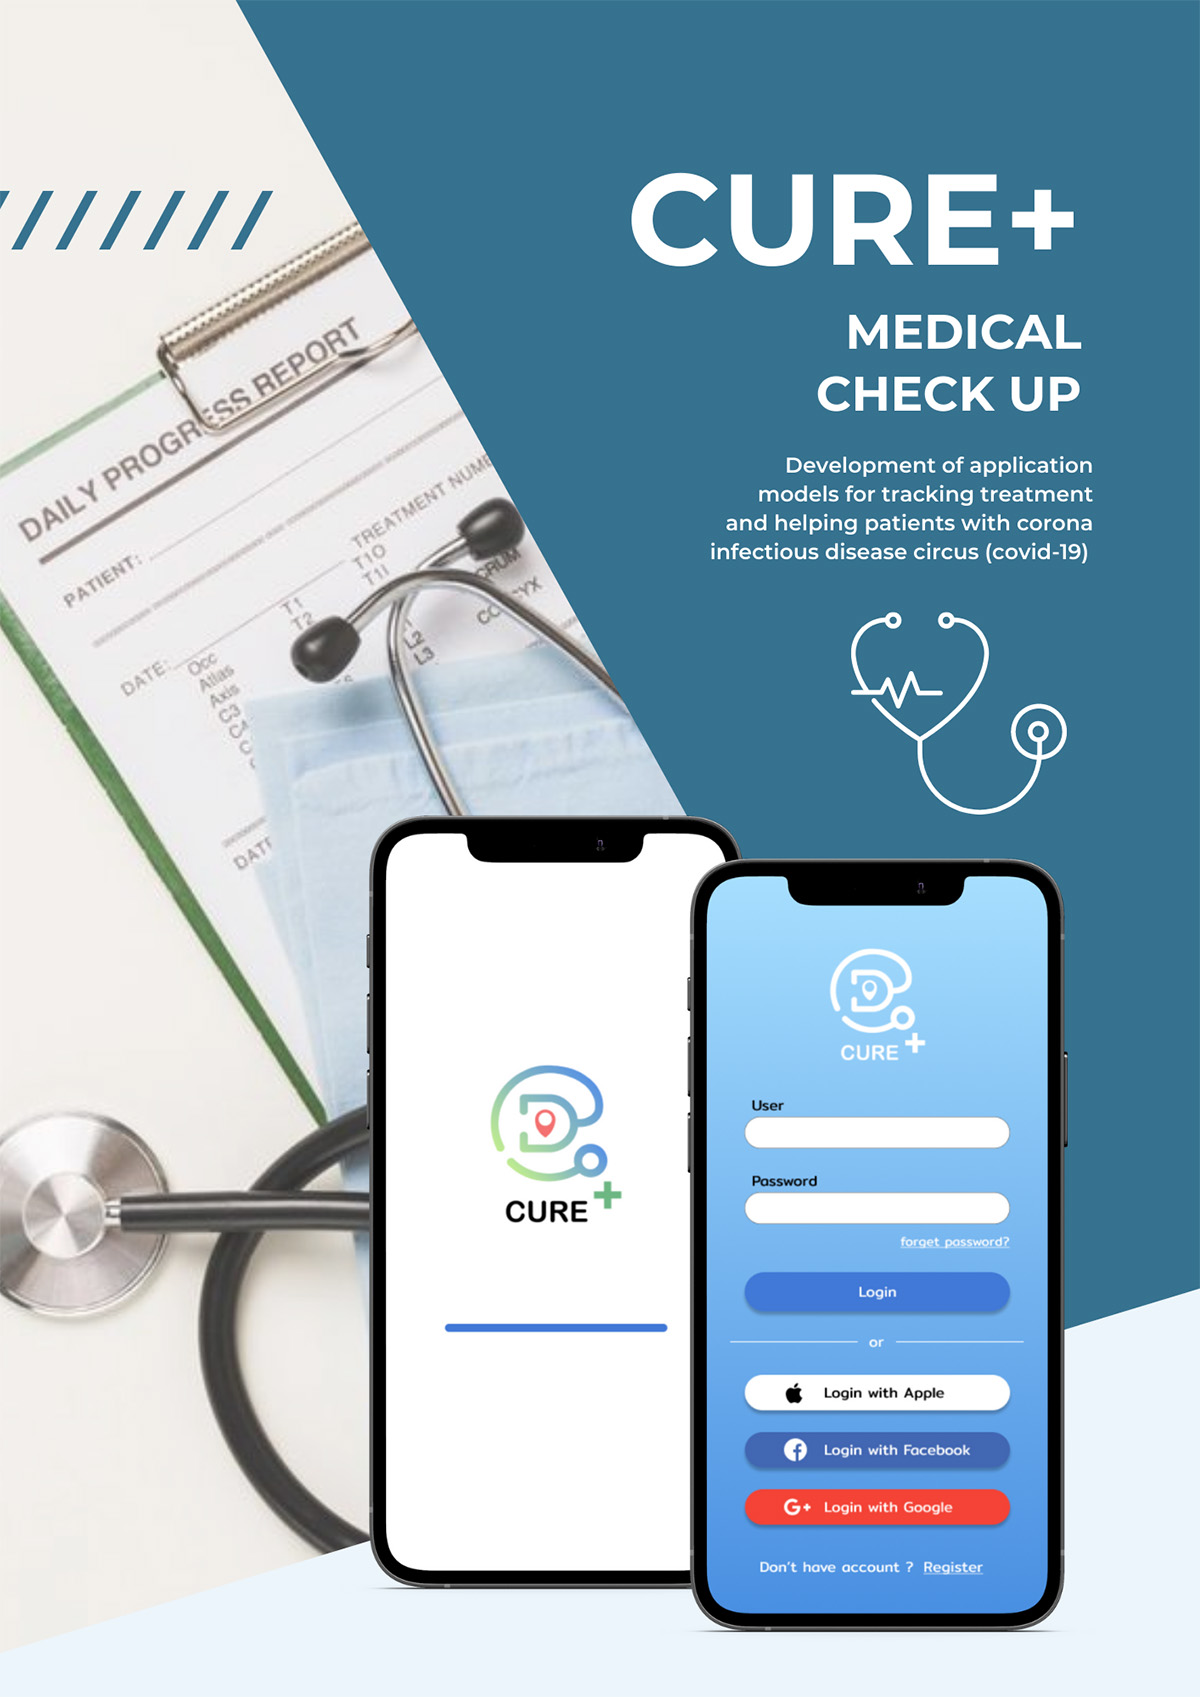 CURE+
MEDICAL
CHECK UP
Development of application
models for tracking treatment
and helping patients with corona
infectious disease circus (covid-19)
DAILY PROGRESS REPORT
PATIENT:
TREATMENT
T10
T11
T1
T2
L2
L3
DATE:
Occ
Atlas
Axis
C3
CURE+
CURE+
User
Password
forget password?
Login
or
Login with Apple
Login with Facebook
G+ Login with Google
Don't have account ? Register